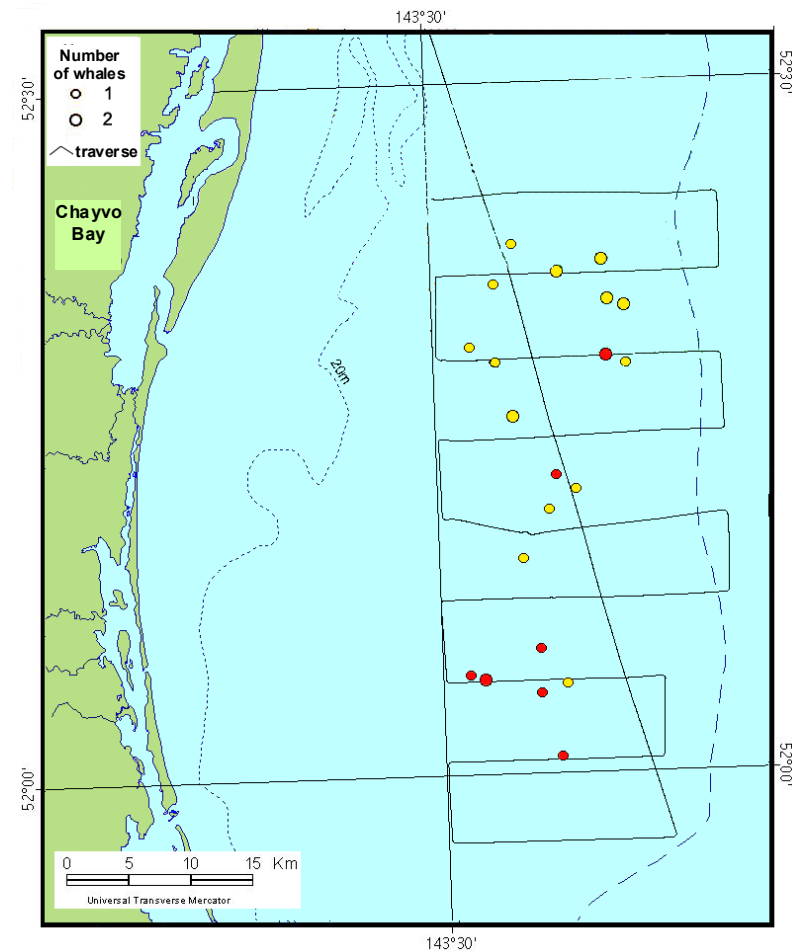 143°30'
Number
of whales
1
2
traverse
52°30'
52°30'
Chayvo
Bay
20m
52°00'
52°00'
0 5 10 15 Km
Universal Transverse Mercator
143°30'